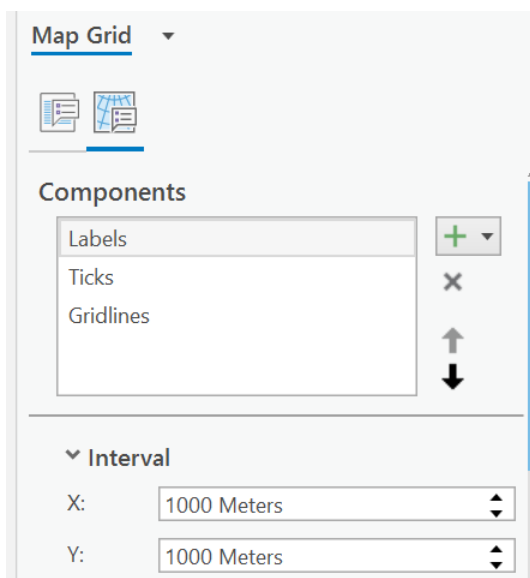 Map Grid
Components
Labels
Ticks
Gridlines
Interval
X: 1000 Meters
Y: 1000 Meters